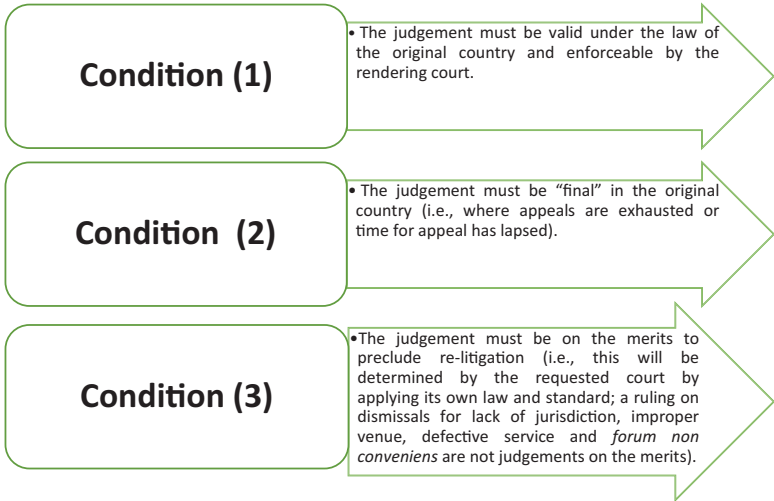 Condition (1)
• The judgement must be valid under the law of
the original country and enforceable by the
rendering court.
Condition (2)
• The judgement must be “final” in the original
country (i.e., where appeals are exhausted or
time for appeal has lapsed).
Condition (3)
•The judgement must be on the merits to
preclude re-litigation (i.e., this will be
determined by the requested court by
applying its own law and standard; a ruling on
dismissals for lack of jurisdiction, improper
venue, defective service and forum non
conveniens are not judgements on the merits).